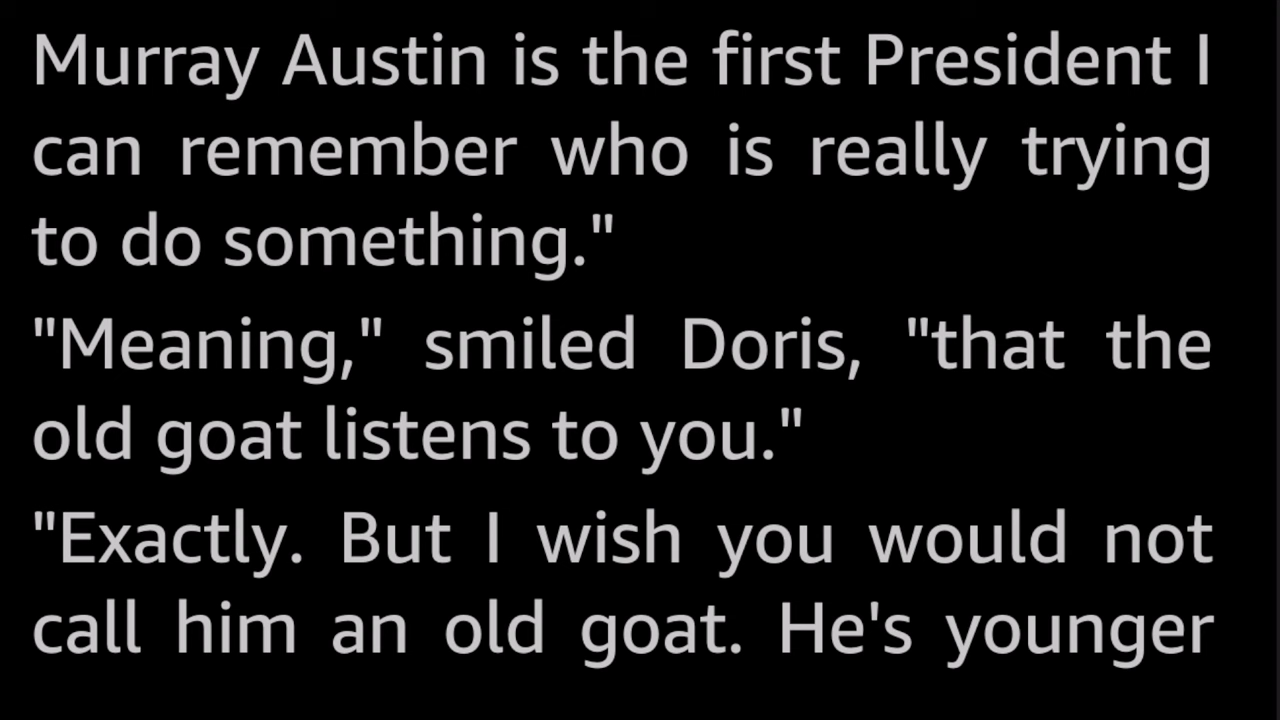 Murray Austin is the first President I
can remember who is really trying
to do something."
"Meaning," smiled Doris, "that the
old goat listens to you."
"Exactly. But I wish you would not
call him an old goat. He's younger